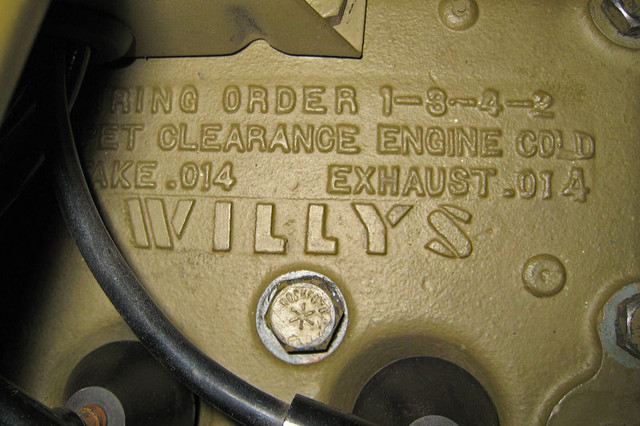 RING ORDER 1-3-4-2
PET CLEARANCE ENGINE COLD
AKE .014 EXHAUST .014
WILLYS